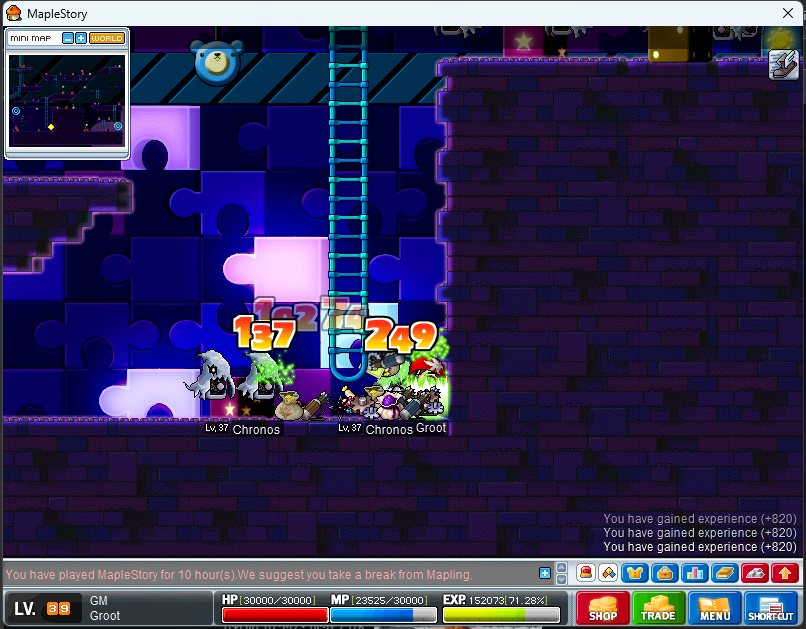 MapleStory
MINI MAP
WORLD
137
249
Lv, 37 Chronos
Lv, 37 Chronos
Groot
You have gained experience (+820)
You have gained experience (+820)
You have gained experience (+820)
You have played MapleStory for 10 hour(s).We suggest you take a break from Mapling.
LV. 39
GM
Groot
HP[30000/30000]
MP[23525/30000]
EXP 152073[71.28%]
SHOP
TRADE
MENU
SHORTCUT